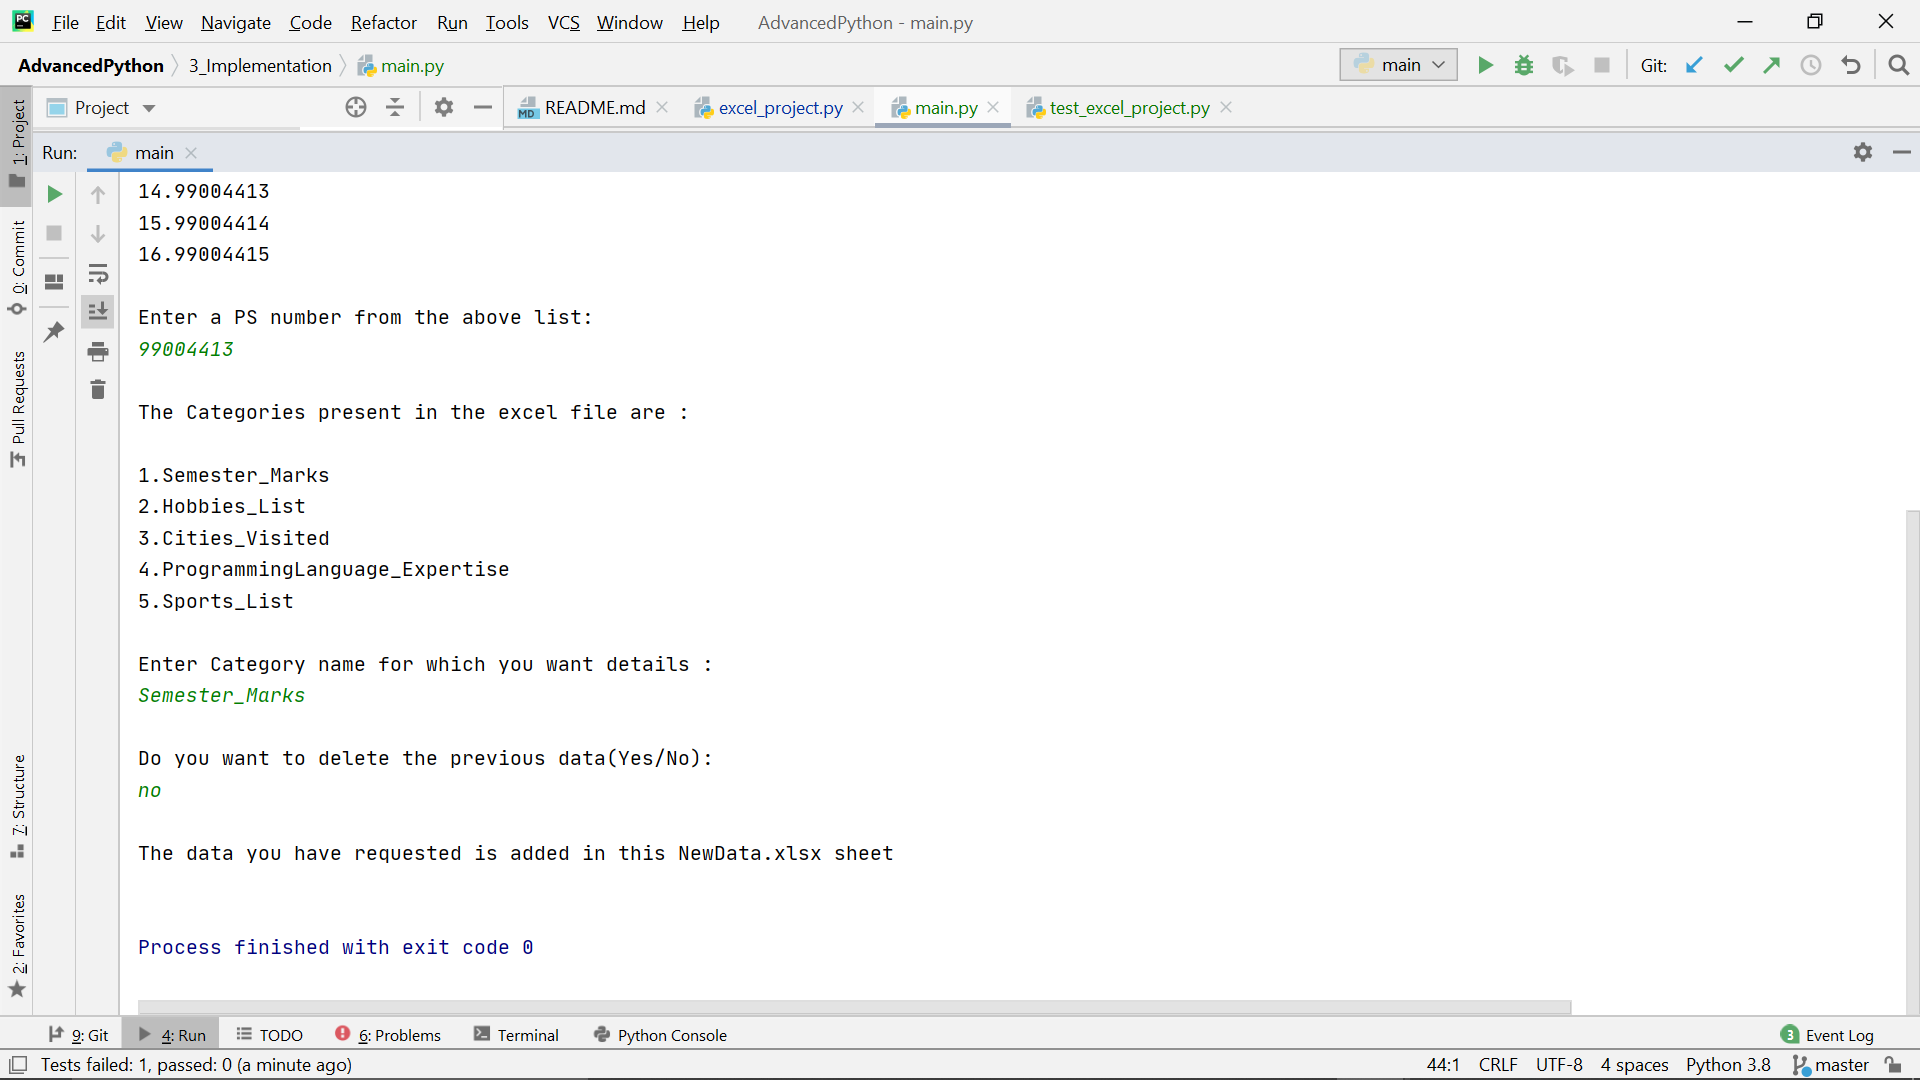 File Edit View Navigate Code Refactor Run Tools VCS Window Help AdvancedPython - main.py
AdvancedPython 3_Implementation main.py main Git:
Project README.md excel_project.py main.py test_excel_project.py
Run: main
14.99004413
15.99004414
16.99004415
Enter a PS number from the above list:
99004413
The Categories present in the excel file are :
1.Semester_Marks
2.Hobbies_List
3.Cities_Visited
4.ProgrammingLanguage_Expertise
5.Sports_List
Enter Category name for which you want details :
Semester_Marks
Do you want to delete the previous data(Yes/No):
no
The data you have requested is added in this NewData.xlsx sheet
Process finished with exit code 0
1: Project
0: Commit
Pull Requests
7: Structure
2: Favorites
9: Git 4: Run TODO 6: Problems Terminal Python Console 3 Event Log
Tests failed: 1, passed: 0 (a minute ago) 44:1 CRLF UTF-8 4 spaces Python 3.8 master